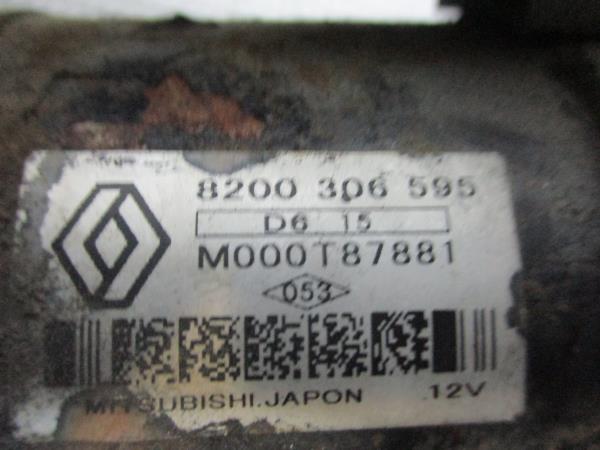 8200 306 595
D6 15
M000T87881
053
MITSUBISHI.JAPON 12V